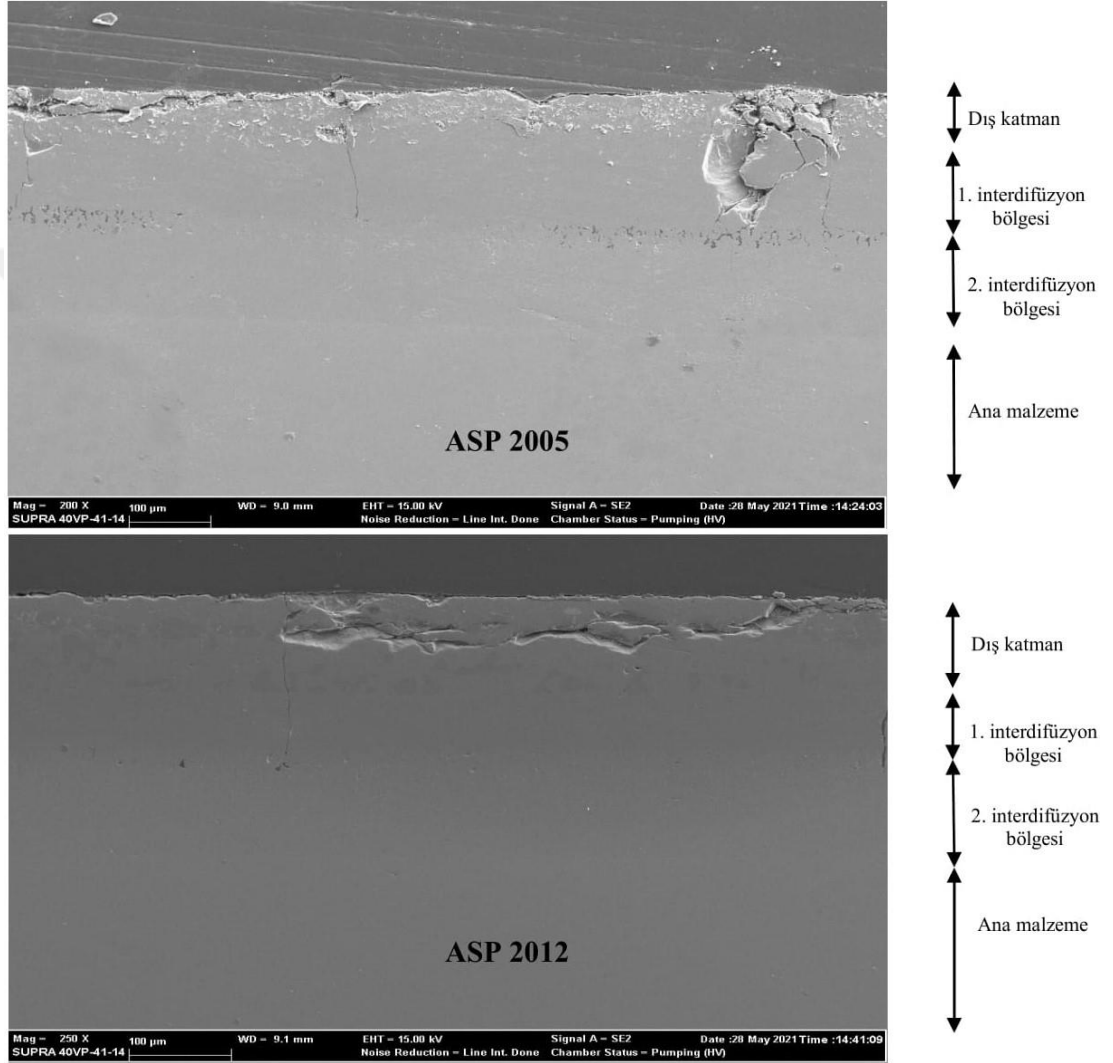 Dış katman
1. interdifüzyon
bölgesi
2. interdifüzyon
bölgesi
Ana malzeme
ASP 2005
Mag = 200 X 100 µm WD = 9.0 mm EHT = 15.00 kV Signal A = SE2 Date :28 May 2021 Time :14:24:03
SUPRA 40VP-41-14 Noise Reduction = Line Int. Done Chamber Status = Pumping (HV)
Dış katman
1. interdifüzyon
bölgesi
2. interdifüzyon
bölgesi
Ana malzeme
ASP 2012
Mag = 250 X 100 µm WD = 9.1 mm EHT = 15.00 kV Signal A = SE2 Date :28 May 2021 Time :14:41:09
SUPRA 40VP-41-14 Noise Reduction = Line Int. Done Chamber Status = Pumping (HV)